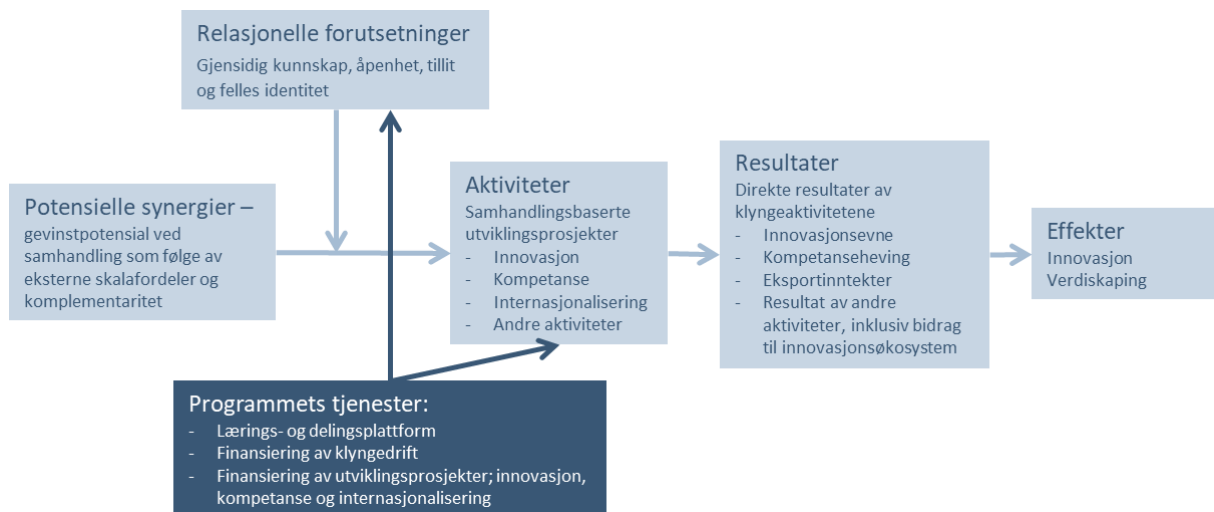 Relasjonelle forutsetninger
Gjensidig kunnskap, åpenhet, tillit
og felles identitet
Potensielle synergier –
gevinstpotensial ved
samhandling som følge av
eksterne skalafordeler og
komplementaritet
Aktiviteter
Samhandlingsbaserte
utviklingsprosjekter
- Innovasjon
- Kompetanse
- Internasjonalisering
- Andre aktiviteter
Resultater
Direkte resultater av
klyngeaktivitetene
- Innovasjonsevne
- Kompetanseheving
- Eksportinntekter
- Resultat av andre
aktiviteter, inklusiv bidrag
til innovasjonsøkosystem
Effekter
Innovasjon
Verdiskaping
Programmets tjenester:
- Lærings- og delingsplattform
- Finansiering av klyngedrift
- Finansiering av utviklingsprosjekter; innovasjon,
kompetanse og internasjonalisering